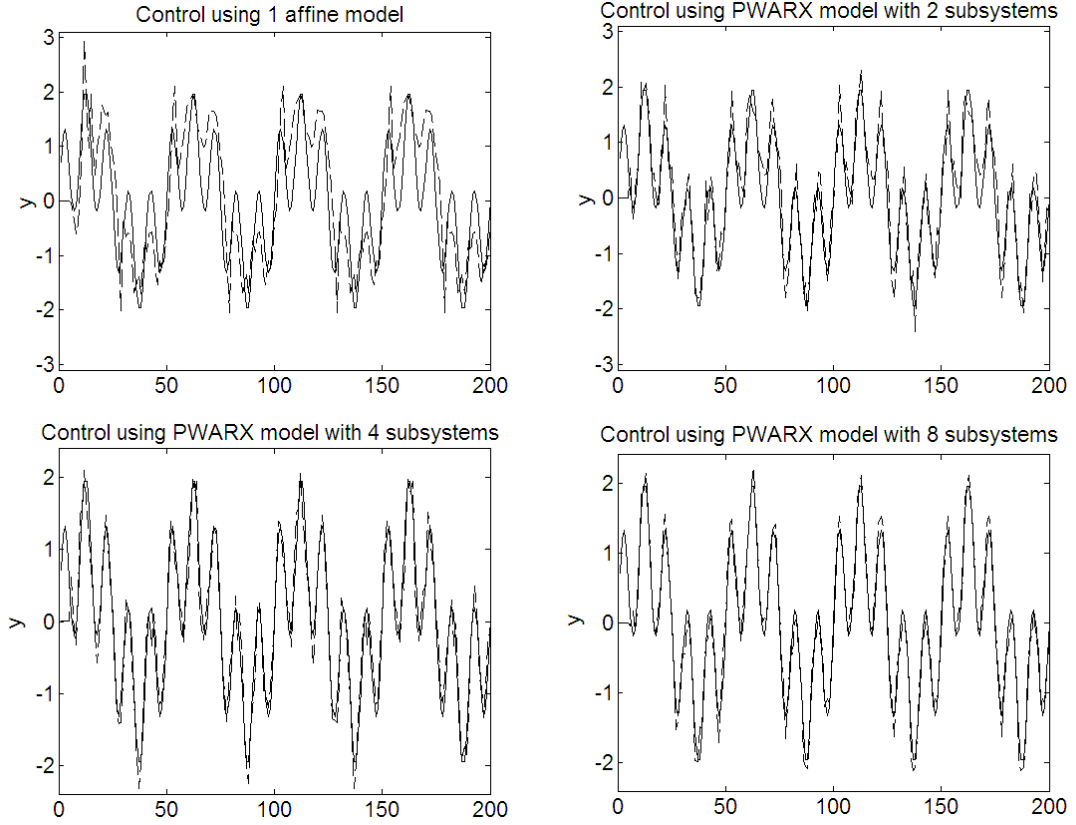 Control using 1 affine model
3
2
1
0
-1
-2
-3
y
0 50 100 150 200
Control using PWARX model with 2 subsystems
3
2
1
0
-1
-2
-3
y
0 50 100 150 200
Control using PWARX model with 4 subsystems
2
1
0
-1
-2
y
0 50 100 150 200
Control using PWARX model with 8 subsystems
2
1
0
-1
-2
y
0 50 100 150 200